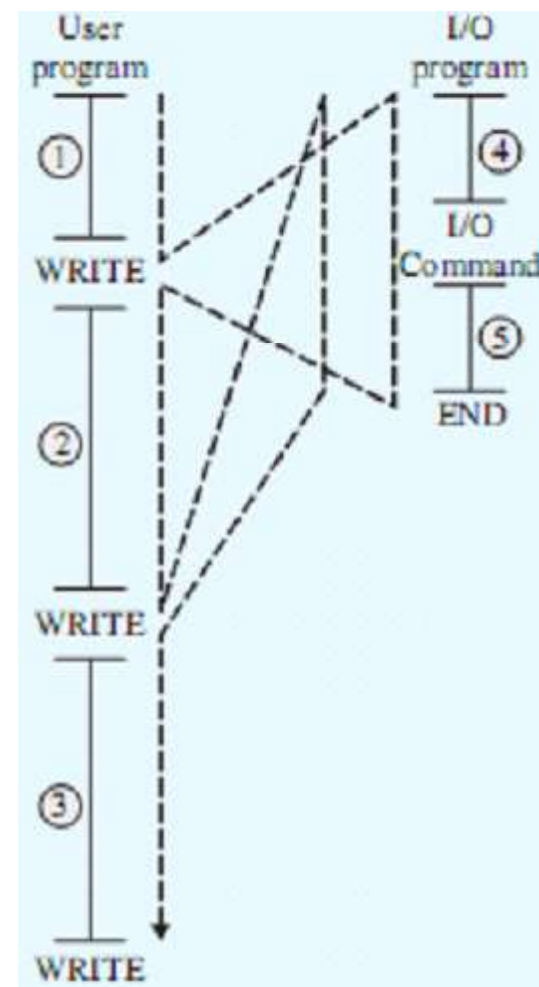 User
program
①
WRITE
②
WRITE
③
WRITE
I/O
program
④
I/O
Command
⑤
END